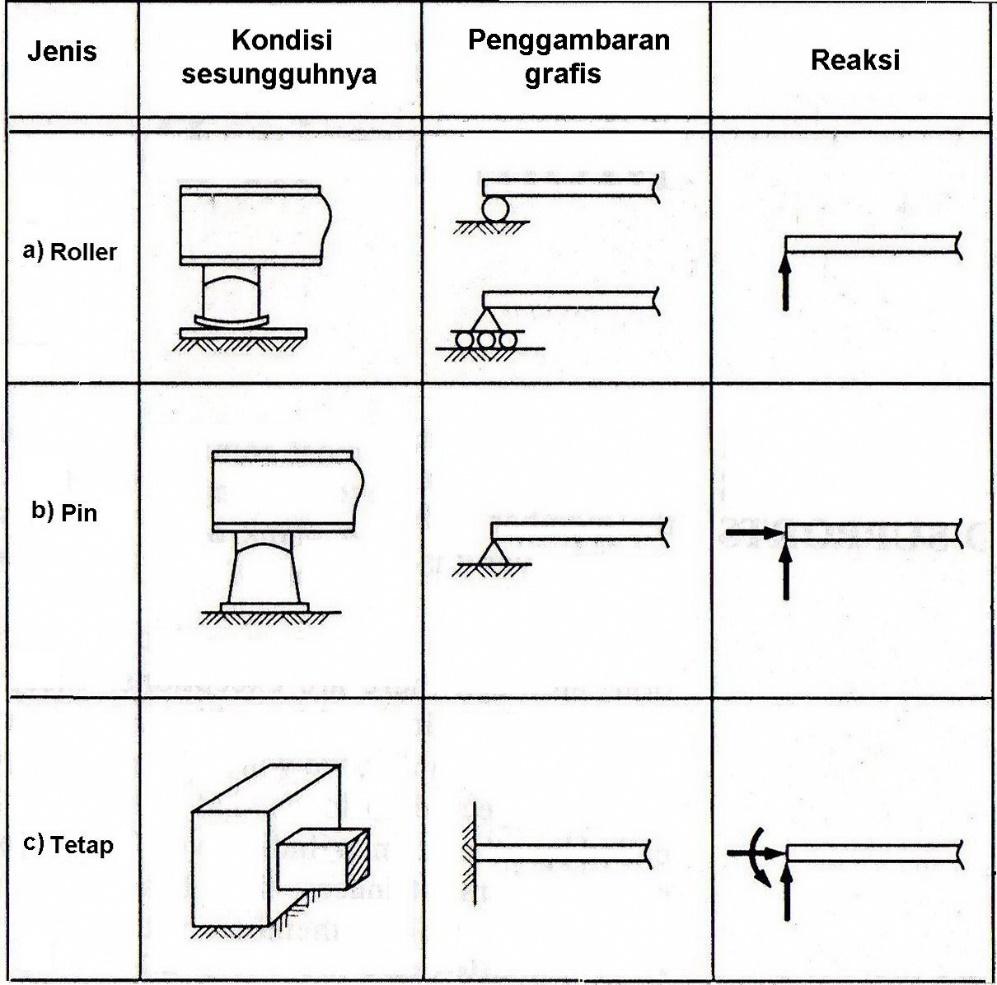 Jenis
Kondisi
sesungguhnya
Penggambaran
grafis
Reaksi
a) Roller
b) Pin
c) Tetap